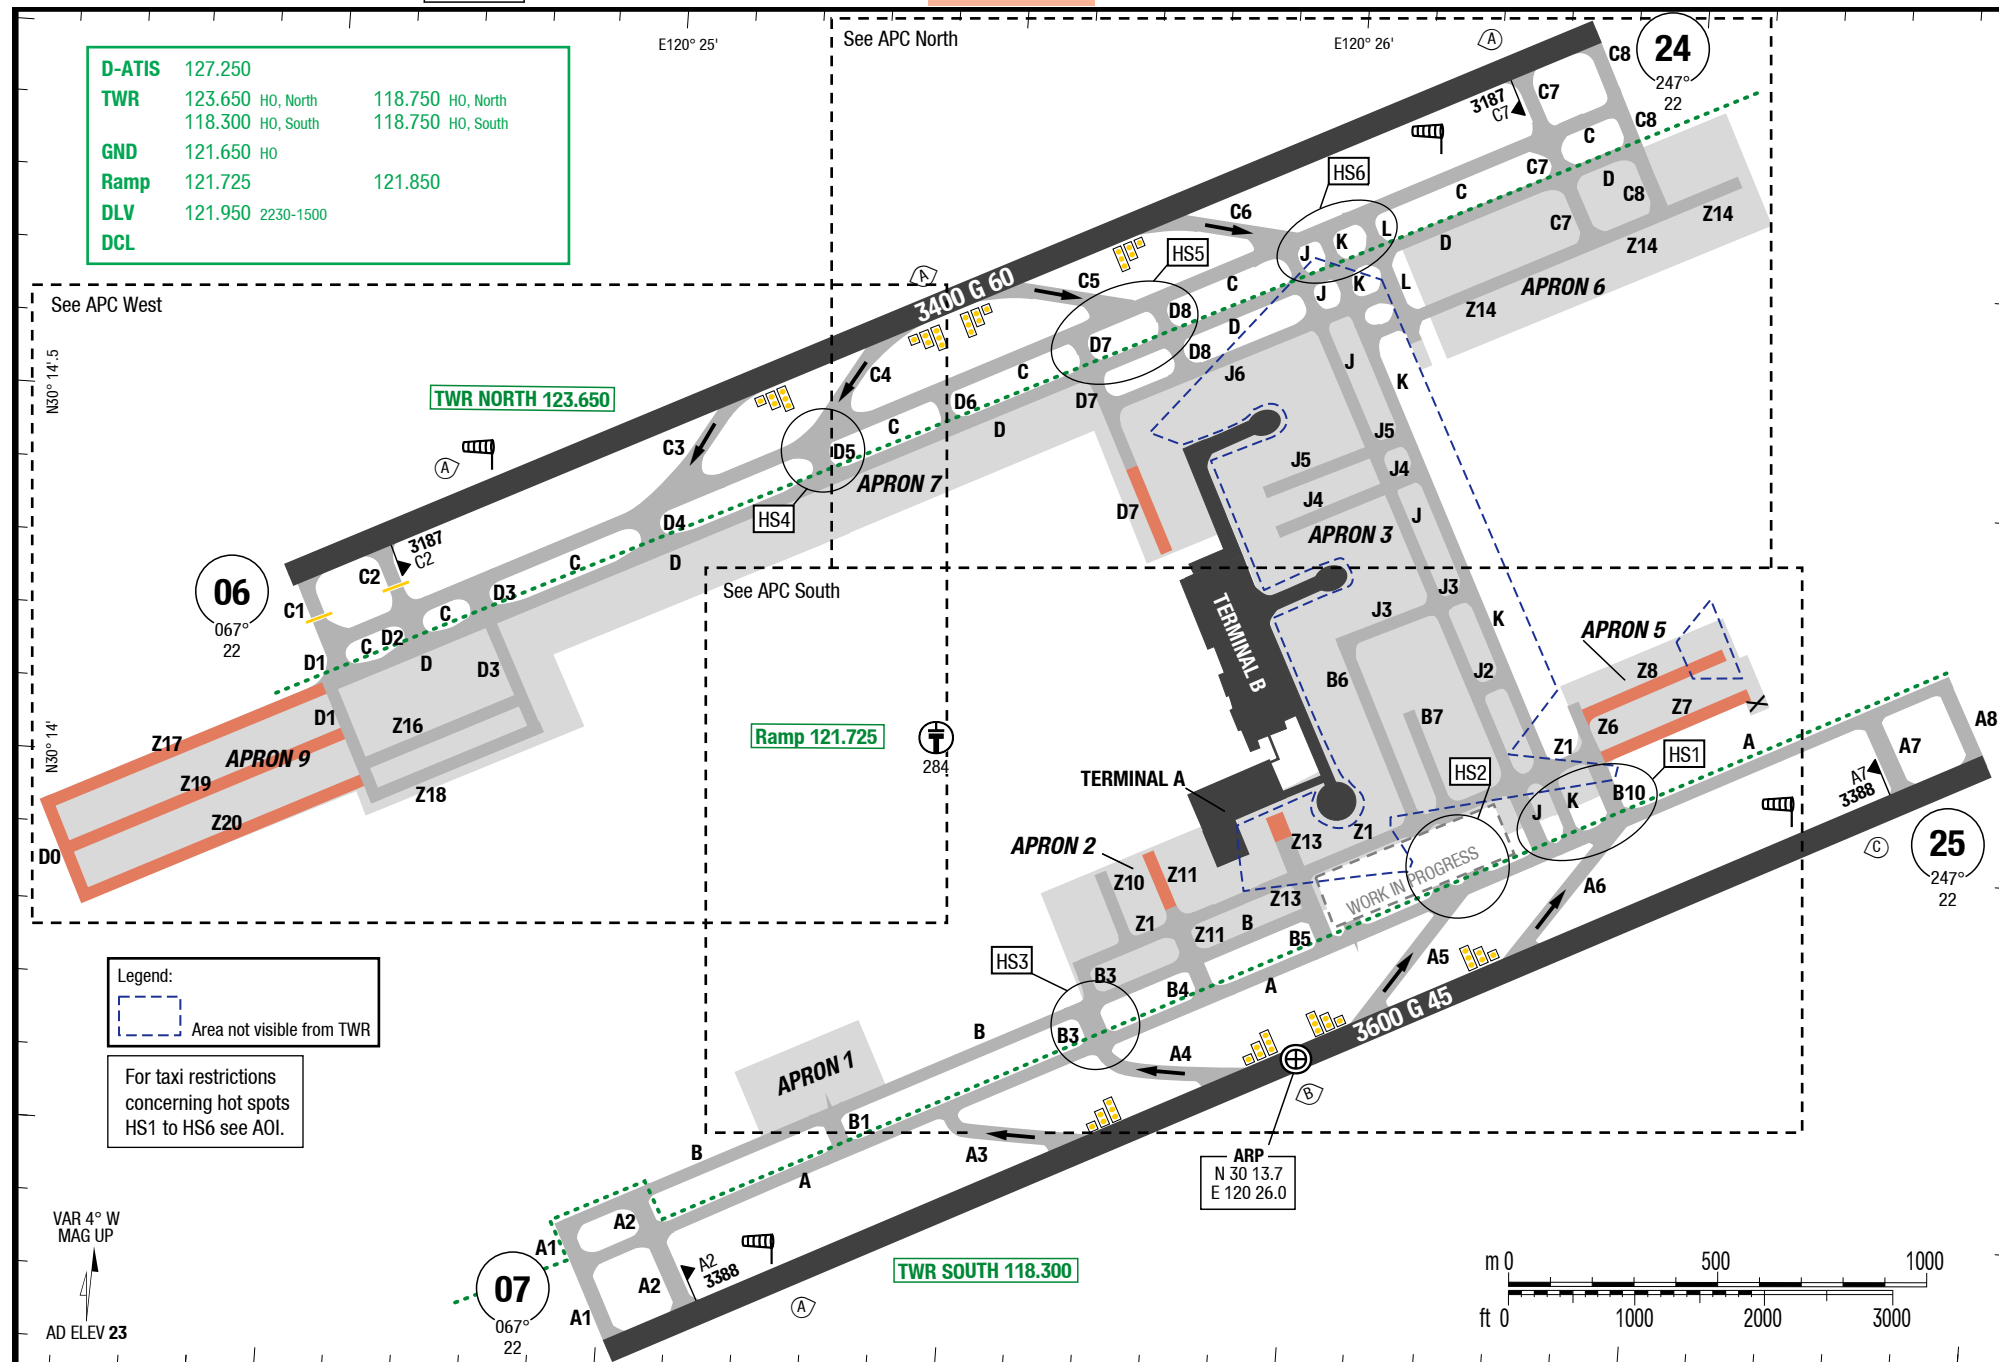 E120° 25'
See APC North
E120° 26'
A
24
247°
22
C8
D-ATIS 127.250
TWR 123.650 HO, North 118.750 HO, North
118.300 HO, South 118.750 HO, South
GND 121.650 HO
Ramp 121.725 121.850
DLV 121.950 2230-1500
DCL
3187
C7
C7
C8
C
C7
D
C8
HS6
C
C7
Z14
Z14
C6
L
K
J
D
L
K
J
APRON 6
Z14
HS5
A
C5
C
3400 G 60
D8
D
D7
D8
See APC West
N30° 14'.5
TWR NORTH 123.650
C4
C
D6
D7
J6
J
K
C3
C
D
D5
APRON 7
J5
J5
J4
J4
A
D4
HS4
D7
APRON 3
J
3187
C2
C2
C
D
06
067°
22
C1
D3
See APC South
TERMINAL B
J3
J3
K
C
D2
C
D1
D
D3
APRON 5
J2
Z8
B6
D1
Z16
B7
Z6
Z7
X
A8
N30° 14'
Z17
APRON 9
Z19
Z18
Z20
D0
Ramp 121.725
284
Z1
A
A7
HS1
HS2
TERMINAL A
B10
K
J
A7
3388
C
25
247°
22
APRON 2
Z13
Z1
Z10
Z11
Z13
WORK IN PROGRESS
A6
Z1
Z11
B
B5
HS3
A5
B3
B4
A
Legend:
Area not visible from TWR
B
B3
3600 G 45
A4
For taxi restrictions
concerning hot spots
HS1 to HS6 see AOI.
APRON 1
B
B1
A3
B
A
ARP
N 30 13.7
E 120 26.0
VAR 4° W
MAG UP
AD ELEV 23
A2
A1
A2
A2
3388
A1
07
067°
22
A
TWR SOUTH 118.300
m 0 500 1000
ft 0 1000 2000 3000